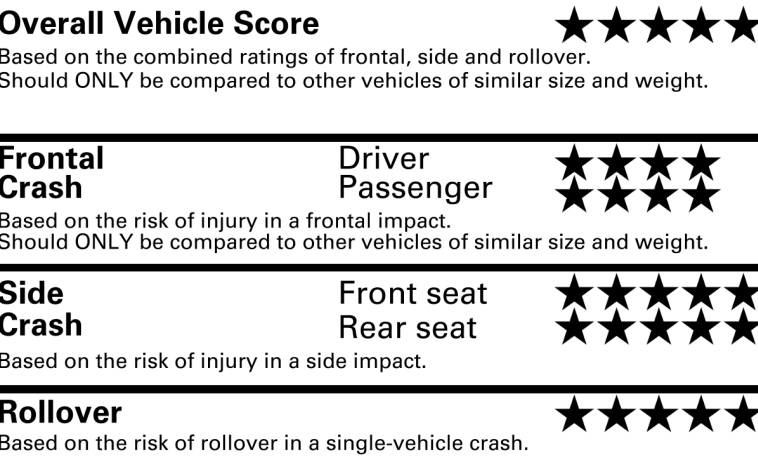 Overall Vehicle Score ★★★★★
Based on the combined ratings of frontal, side and rollover.
Should ONLY be compared to other vehicles of similar size and weight.
Frontal Driver ★★★★
Crash Passenger ★★★★
Based on the risk of injury in a frontal impact.
Should ONLY be compared to other vehicles of similar size and weight.
Side Front seat ★★★★★
Crash Rear seat ★★★★★
Based on the risk of injury in a side impact.
Rollover ★★★★★
Based on the risk of rollover in a single-vehicle crash.